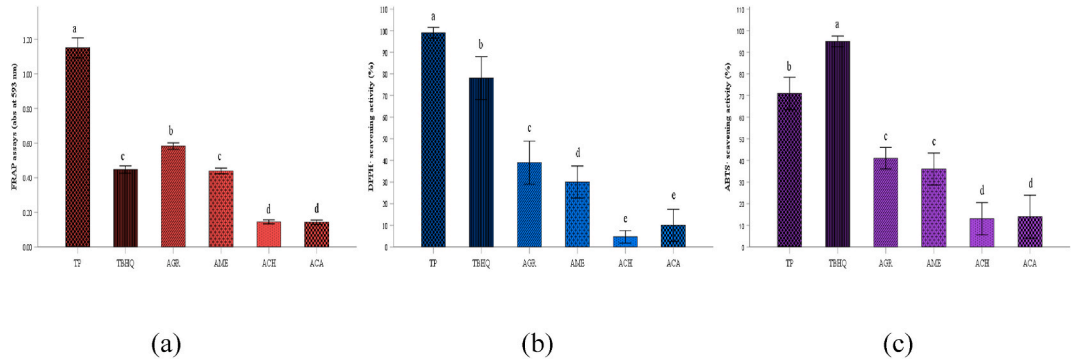 FRAP assays (abs at 593 nm)
1.20
1.00
0.80
0.60
0.40
0.20
0.00
a
c
b
c
d
d
TP
TBHQ
AGR
AME
ACH
ACA
(a)
DPPH· scavening activity (%)
110
100
90
80
70
60
50
40
30
20
10
0
a
b
c
d
e
e
TP
TBHQ
AGR
AME
ACH
ACA
(b)
ABTS· scavening activity (%)
110
100
90
80
70
60
50
40
30
20
10
0
b
a
c
c
d
d
TP
TBHQ
AGR
AME
ACH
ACA
(c)